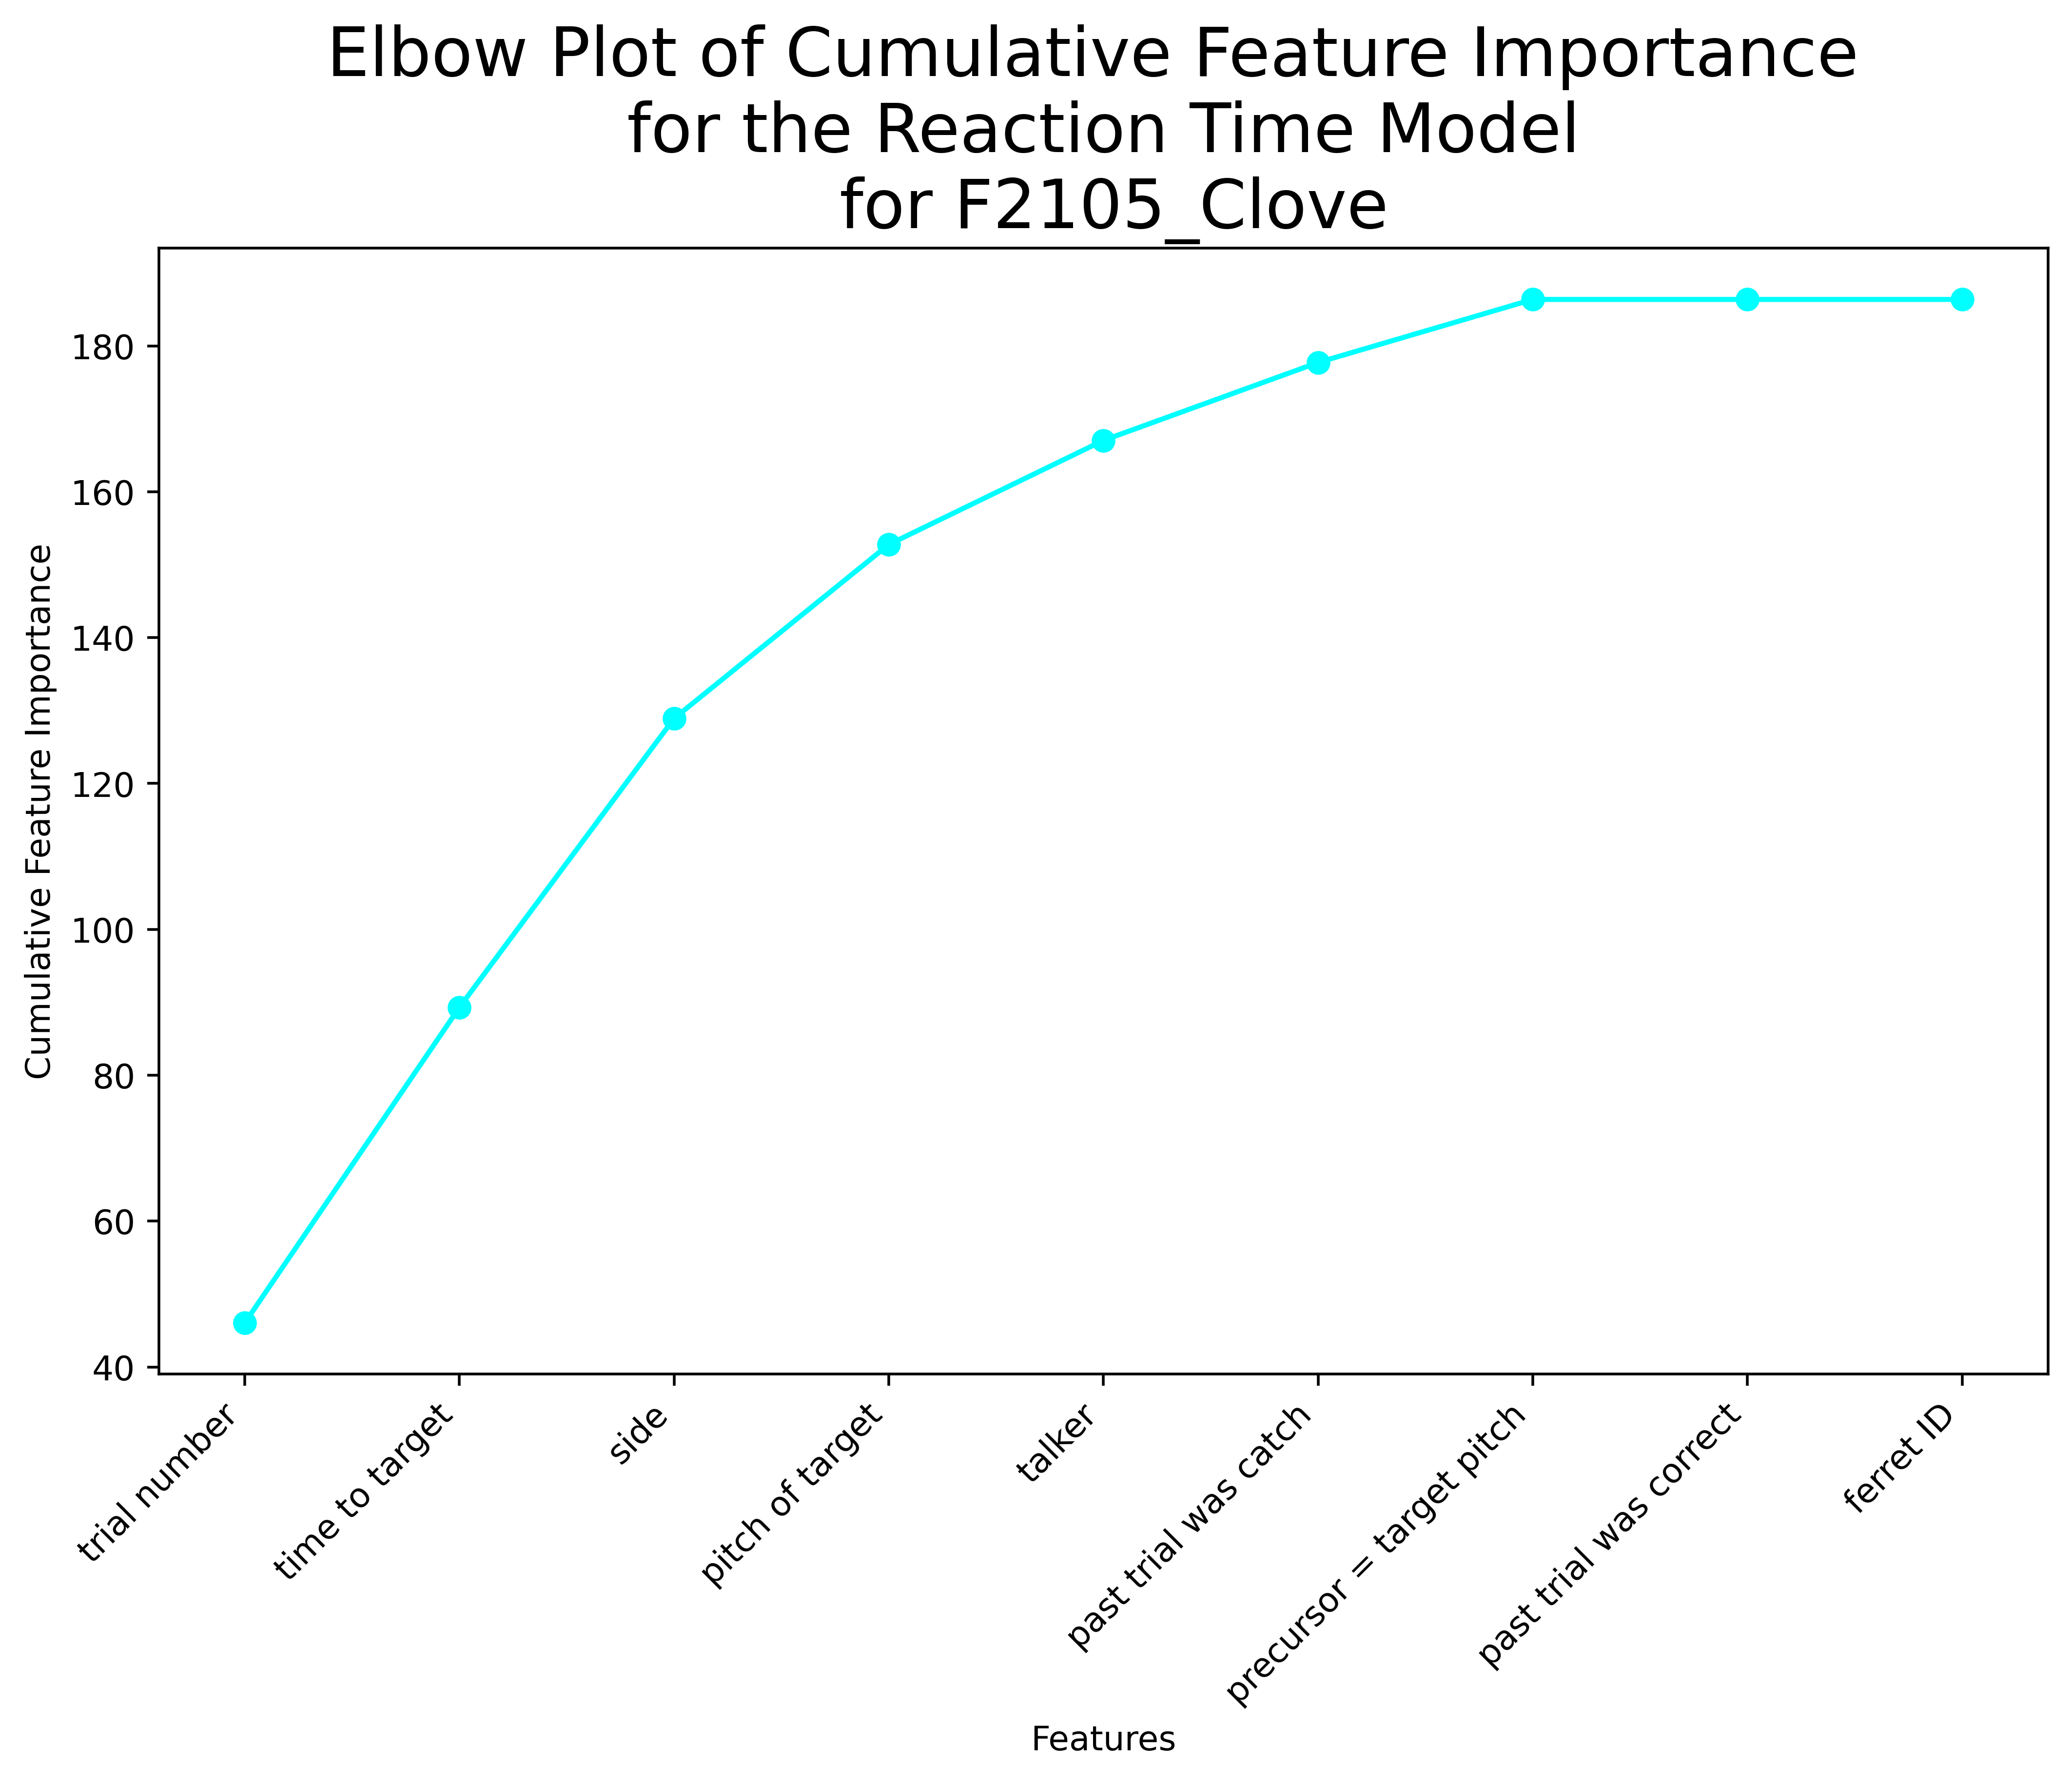 Elbow Plot of Cumulative Feature Importance
for the Reaction Time Model
for F2105_Clove
Cumulative Feature Importance
180
160
140
120
100
80
60
40
trial number
time to target
side
pitch of target
talker
past trial was catch
precursor = target pitch
past trial was correct
ferret ID
Features